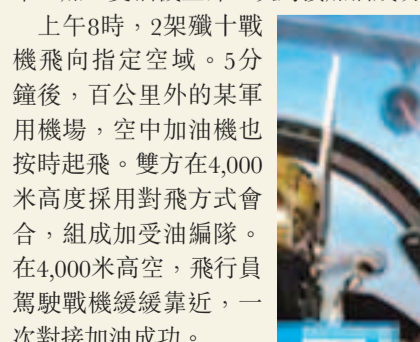 上午8時，2架殲十戰
機飛向指定空域。5分
鐘後，百公里外的某軍
用機場，空中加油機也
按時起飛。雙方在4,000
米高度採用對飛方式會
合，組成加受油編隊。
在4,000米高空，飛行員
駕駛戰機緩緩靠近，一
次對接加油成功。